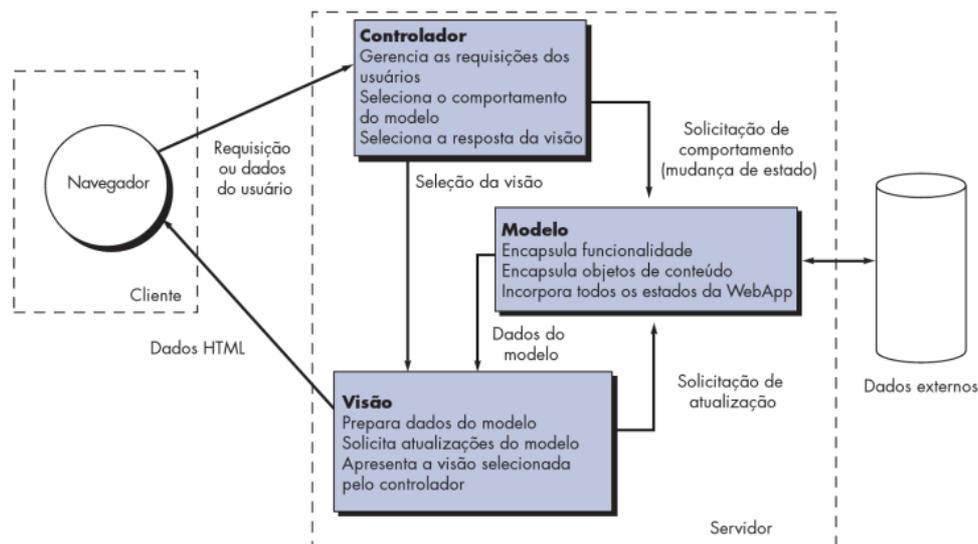 Controlador
Gerencia as requisições dos
usuários
Seleciona o comportamento
do modelo
Seleciona a resposta da visão
Navegador
Cliente
Requisição
ou dados
do usuário
Seleção da visão
Solicitação de
comportamento
(mudança de estado)
Modelo
Encapsula funcionalidade
Encapsula objetos de conteúdo
Incorpora todos os estados da WebApp
Dados HTML
Dados do
modelo
Solicitação de
atualização
Dados externos
Visão
Prepara dados do modelo
Solicita atualizações do modelo
Apresenta a visão selecionada
pelo controlador
Servidor